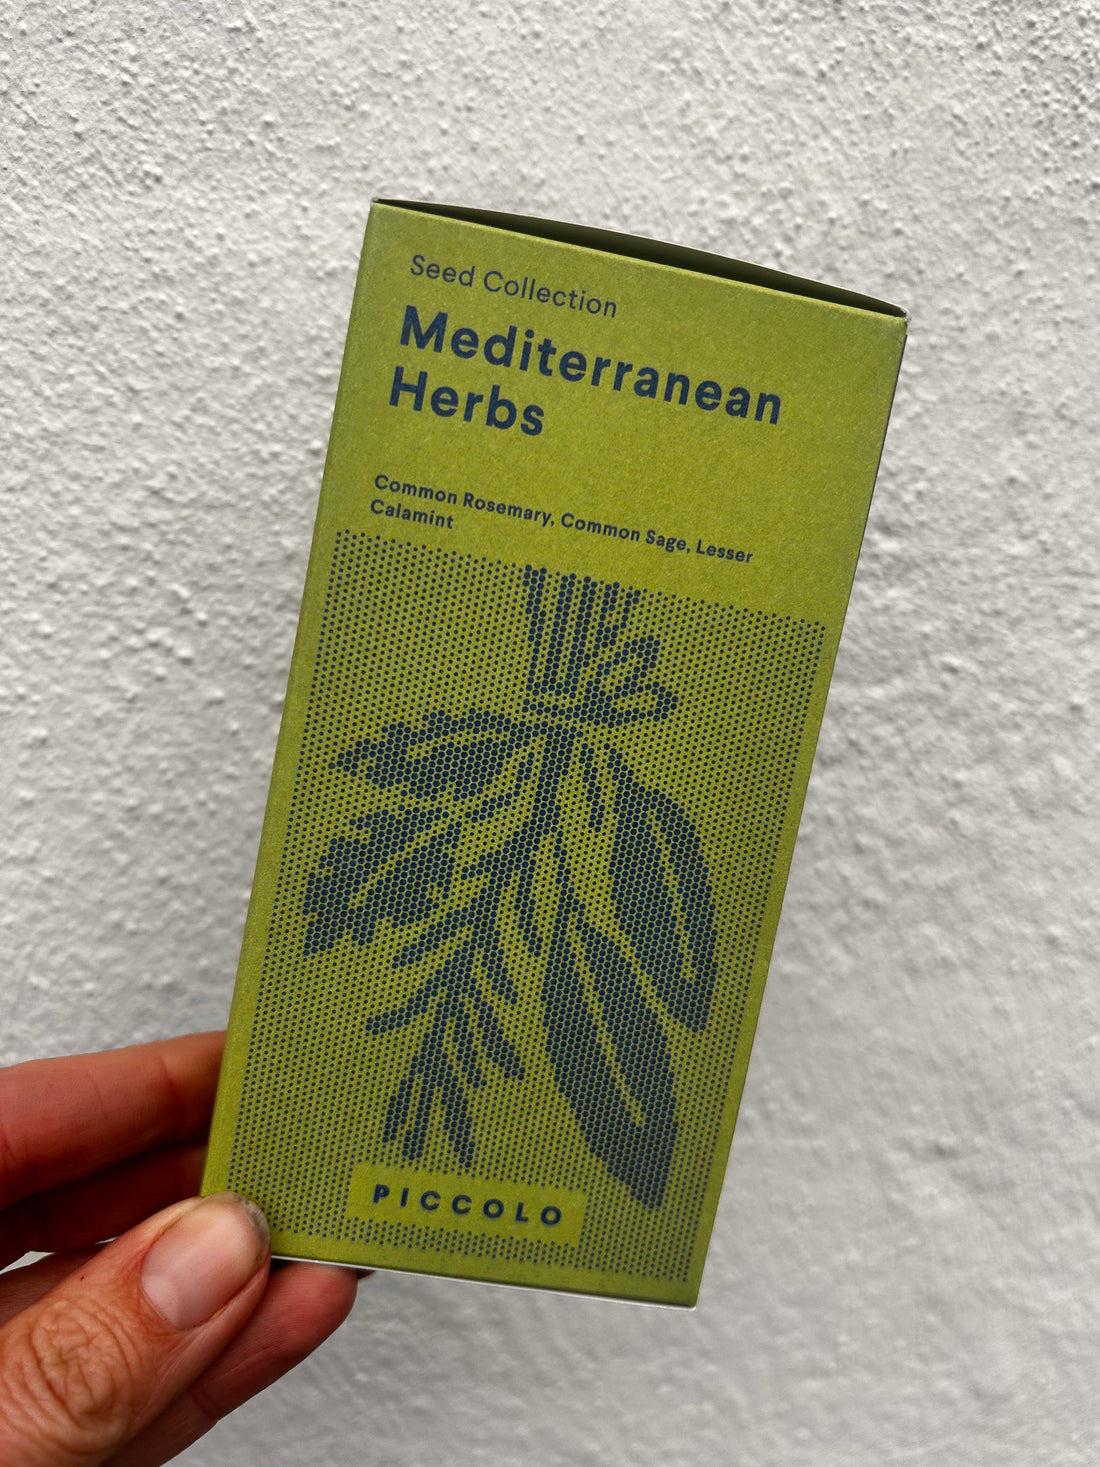 Seed Collection
Mediterranean
Herbs
Common Rosemary, Common Sage, Lesser
Calamint
PICCOLO